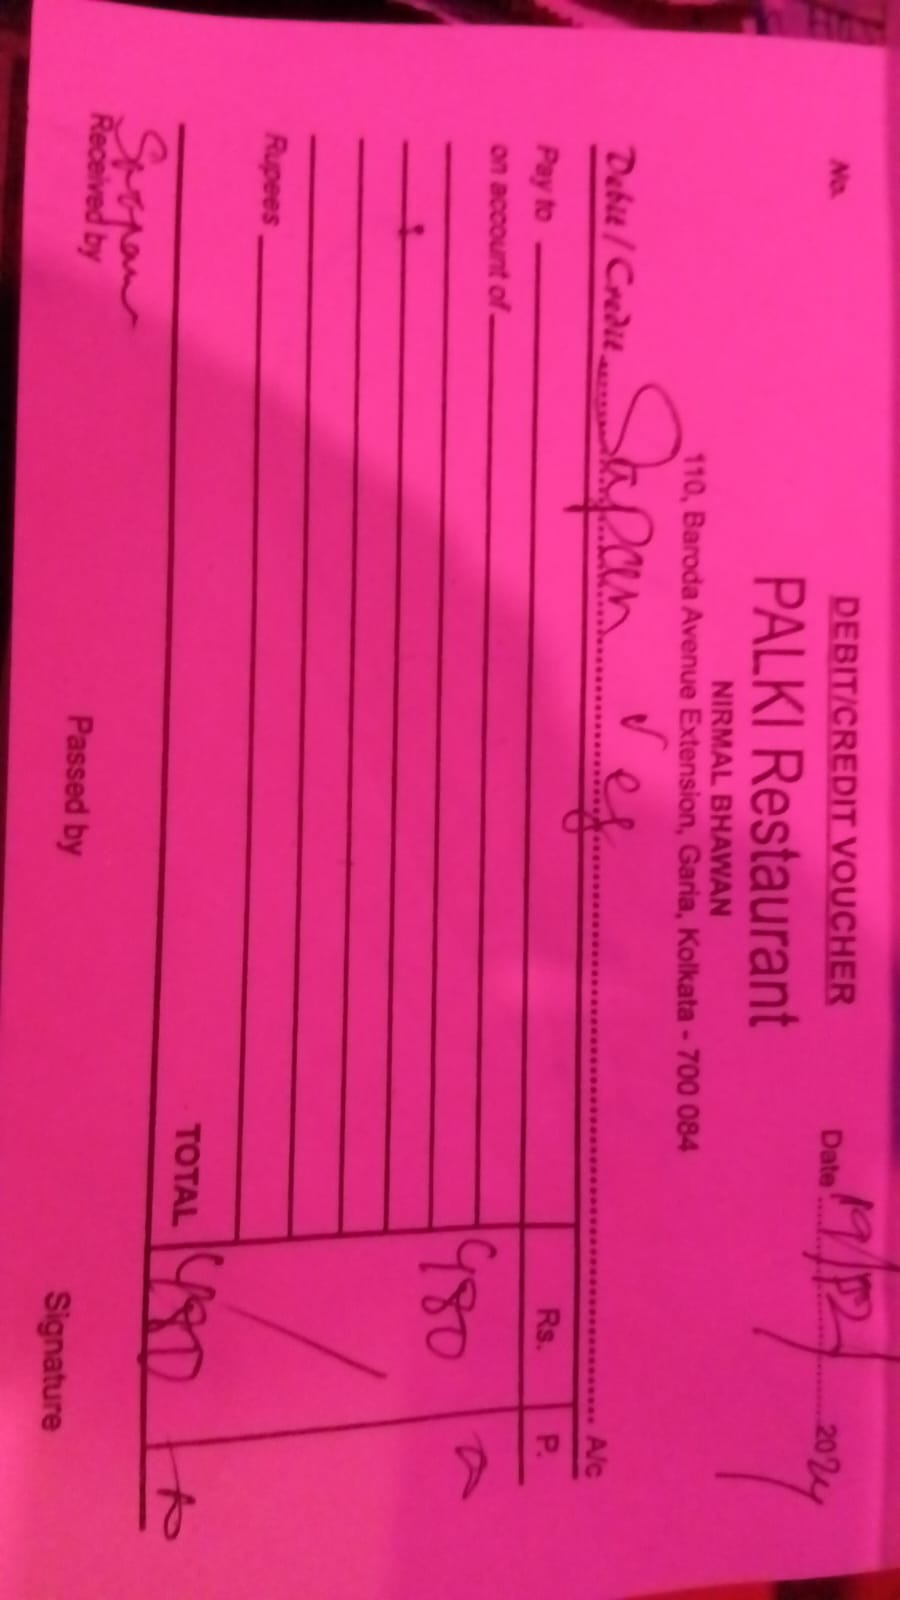 DEBIT/CREDIT VOUCHER
No. Date 19/12/2024
PALKI Restaurant
NIRMAL BHAWAN
110, Baroda Avenue Extension, Garia, Kolkata - 700 084
Debit / Credit Sapan veg A/c
Pay to Rs. P.
on account of
480
Rupees
TOTAL 480
Received by Passed by Signature